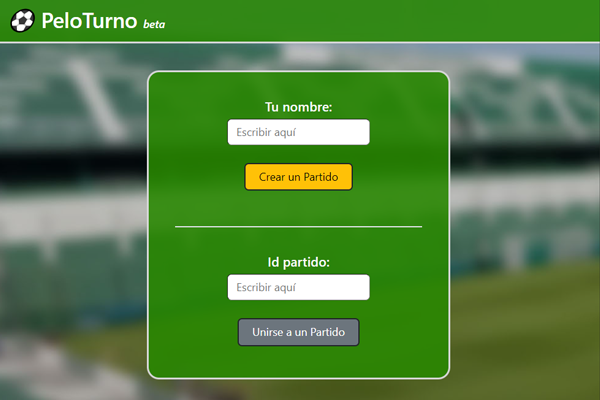 PeloTurno beta
Tu nombre:
Escribir aquí
Crear un Partido
Id partido:
Escribir aquí
Unirse a un Partido